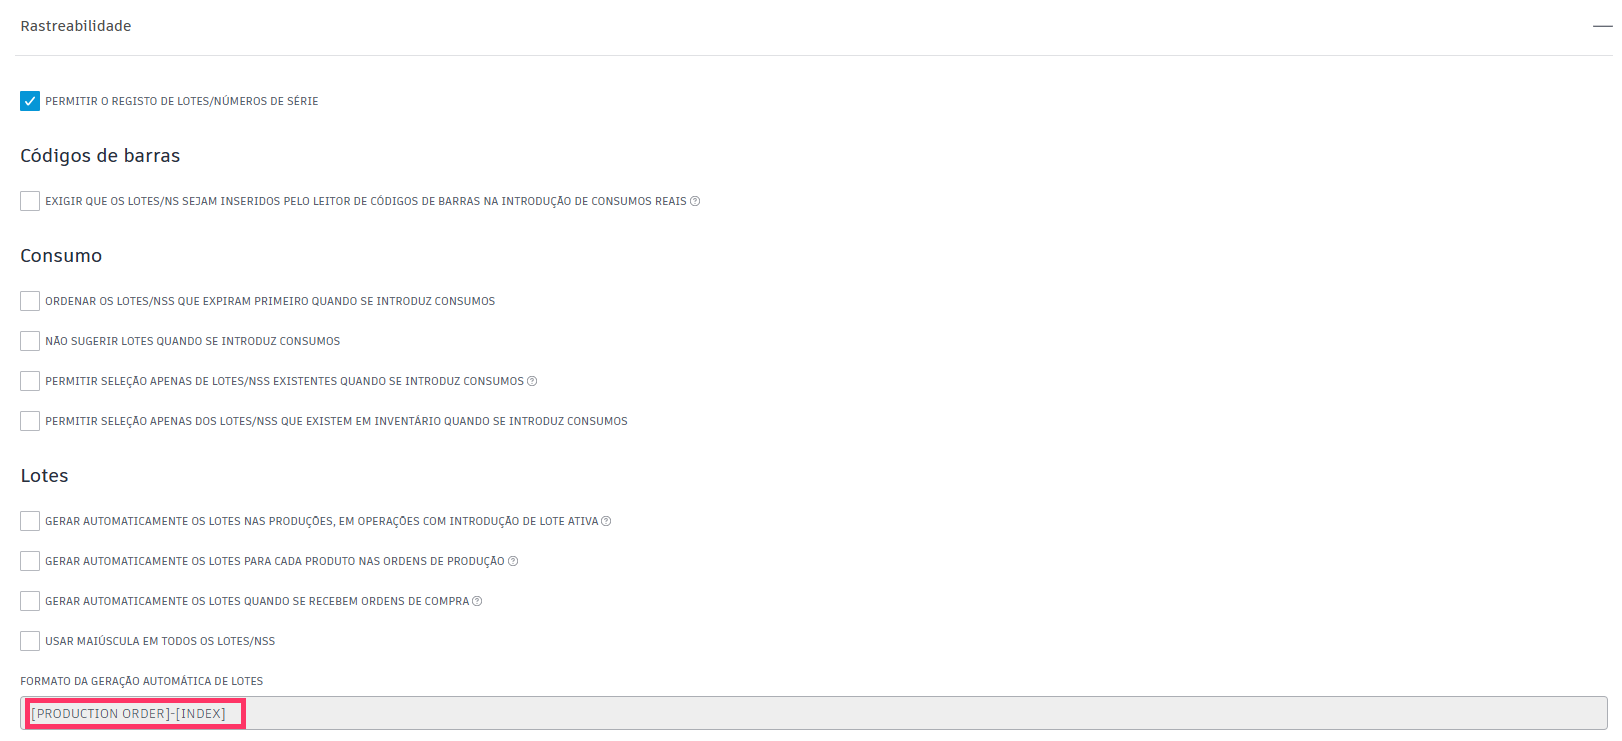 Rastreabilidade
PERMITIR O REGISTO DE LOTES/NÚMEROS DE SÉRIE
Códigos de barras
EXIGIR QUE OS LOTES/NS SEJAM INSERIDOS PELO LEITOR DE CÓDIGOS DE BARRAS NA INTRODUÇÃO DE CONSUMOS REAIS
Consumo
ORDENAR OS LOTES/NSS QUE EXPIRAM PRIMEIRO QUANDO SE INTRODUZ CONSUMOS
NÃO SUGERIR LOTES QUANDO SE INTRODUZ CONSUMOS
PERMITIR SELEÇÃO APENAS DE LOTES/NSS EXISTENTES QUANDO SE INTRODUZ CONSUMOS
PERMITIR SELEÇÃO APENAS DOS LOTES/NSS QUE EXISTEM EM INVENTÁRIO QUANDO SE INTRODUZ CONSUMOS
Lotes
GERAR AUTOMATICAMENTE OS LOTES NAS PRODUÇÕES, EM OPERAÇÕES COM INTRODUÇÃO DE LOTE ATIVA
GERAR AUTOMATICAMENTE OS LOTES PARA CADA PRODUTO NAS ORDENS DE PRODUÇÃO
GERAR AUTOMATICAMENTE OS LOTES QUANDO SE RECEBEM ORDENS DE COMPRA
USAR MAIÚSCULA EM TODOS OS LOTES/NSS
FORMATO DA GERAÇÃO AUTOMÁTICA DE LOTES
[PRODUCTION ORDER]-[INDEX]